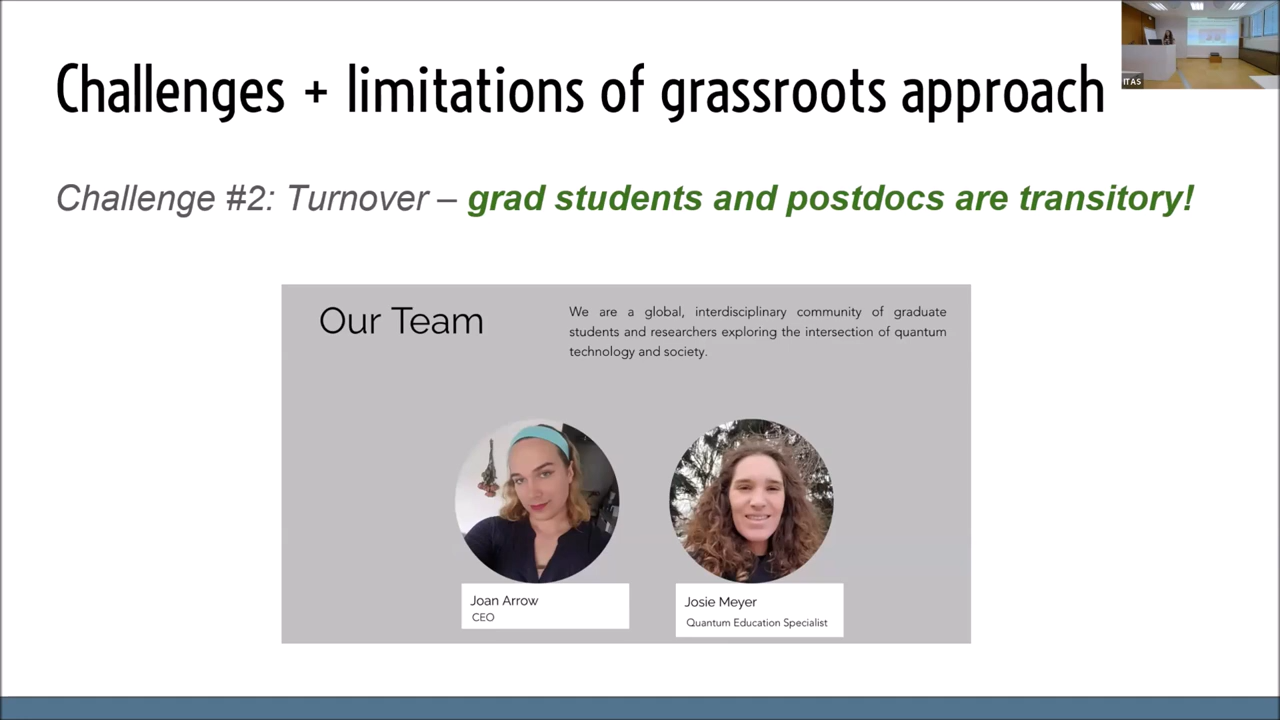 Challenges + limitations of grassroots approach
ITAS
Challenge #2: Turnover – grad students and postdocs are transitory!
Our Team
We are a global, interdisciplinary community of graduate
students and researchers exploring the intersection of quantum
technology and society.
Joan Arrow
CEO
Josie Meyer
Quantum Education Specialist